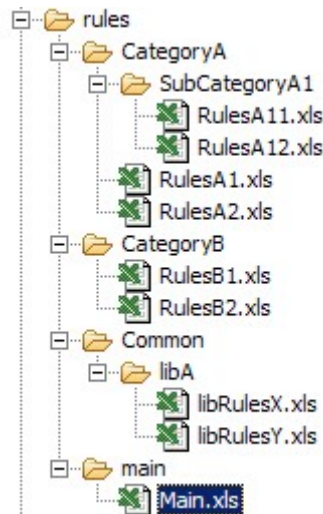 rules
CategoryA
SubCategoryA1
RulesA11.xls
RulesA12.xls
RulesA1.xls
RulesA2.xls
CategoryB
RulesB1.xls
RulesB2.xls
Common
libA
libRulesX.xls
libRulesY.xls
main
Main.xls